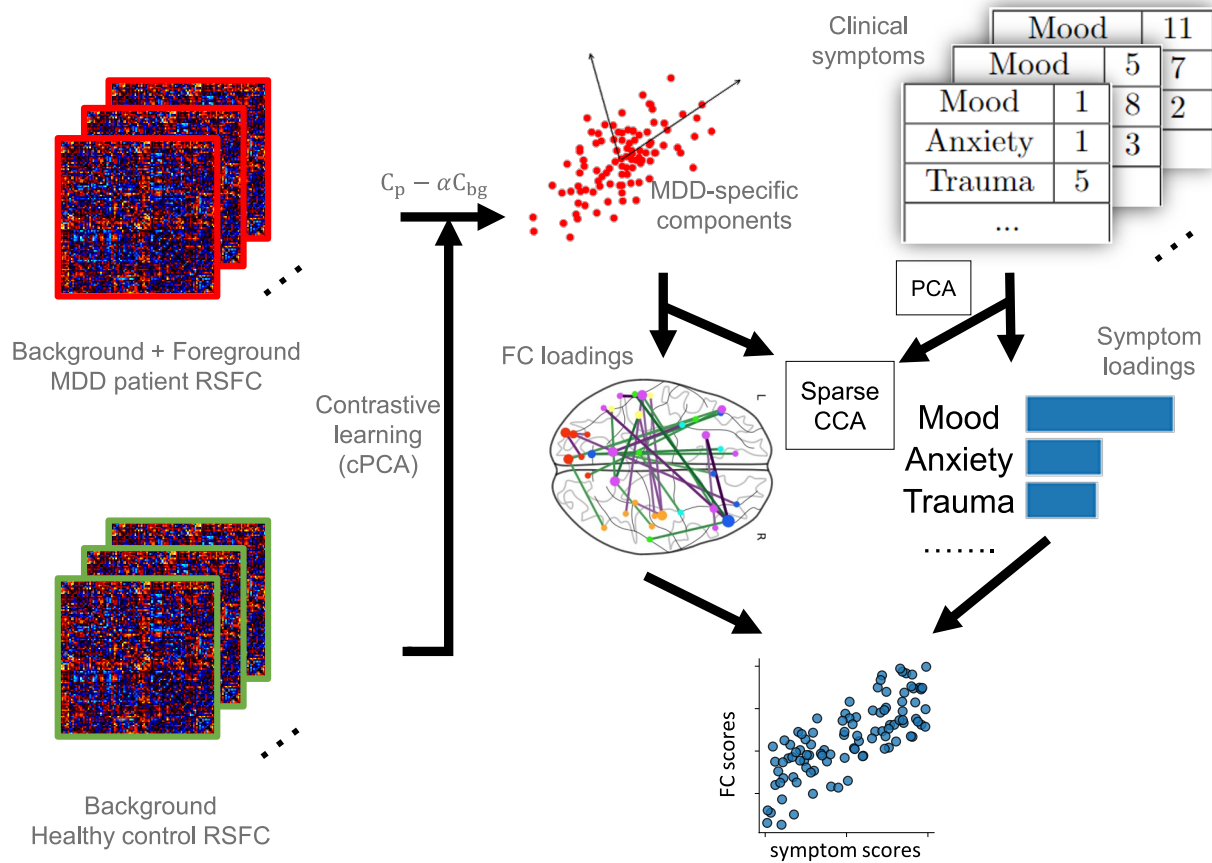 Clinical
symptoms
Mood 11
7
2
Mood 5
8
3
Mood 1
Anxiety 1
Trauma 5
...
C_p − αC_bg
MDD-specific
components
PCA
Background + Foreground
MDD patient RSFC
Contrastive
learning
(cPCA)
FC loadings
L
R
Sparse
CCA
Symptom
loadings
Mood
Anxiety
Trauma
.......
Background
Healthy control RSFC
FC scores
symptom scores